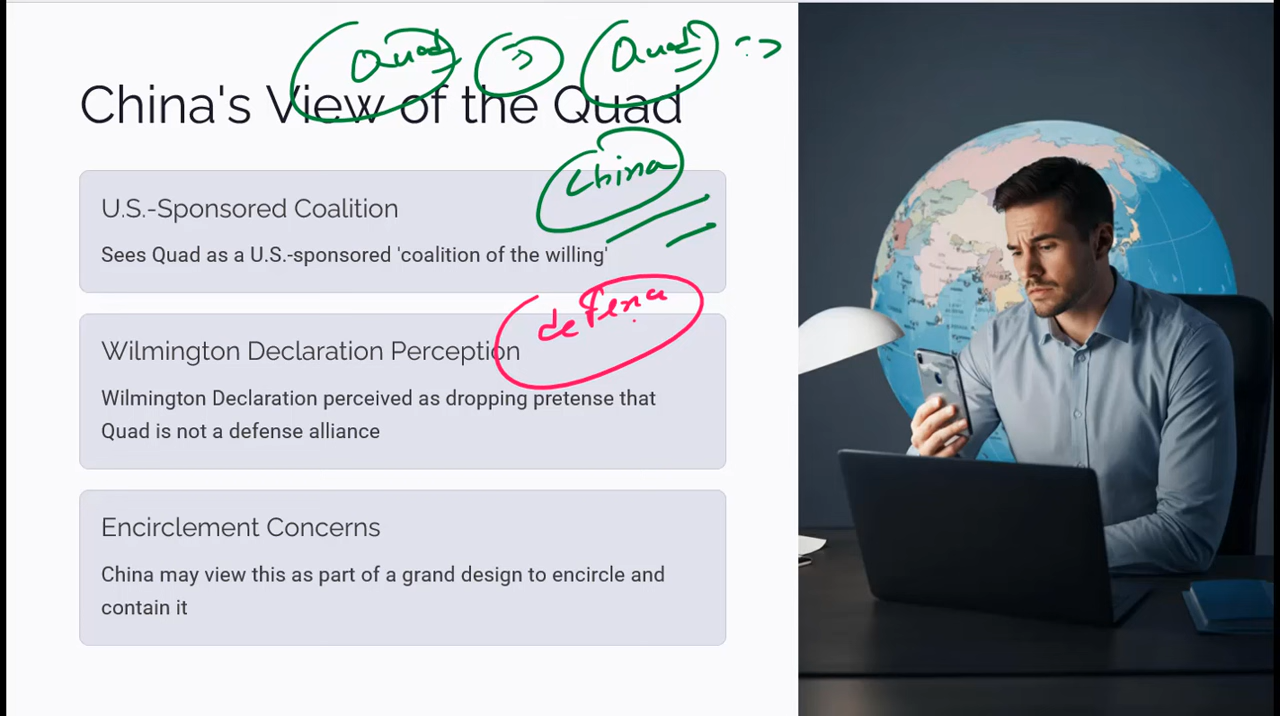 Quad => Quad =>
China's View of the Quad
China
U.S.-Sponsored Coalition
Sees Quad as a U.S.-sponsored 'coalition of the willing'
defena
Wilmington Declaration Perception
Wilmington Declaration perceived as dropping pretense that
Quad is not a defense alliance
Encirclement Concerns
China may view this as part of a grand design to encircle and
contain it